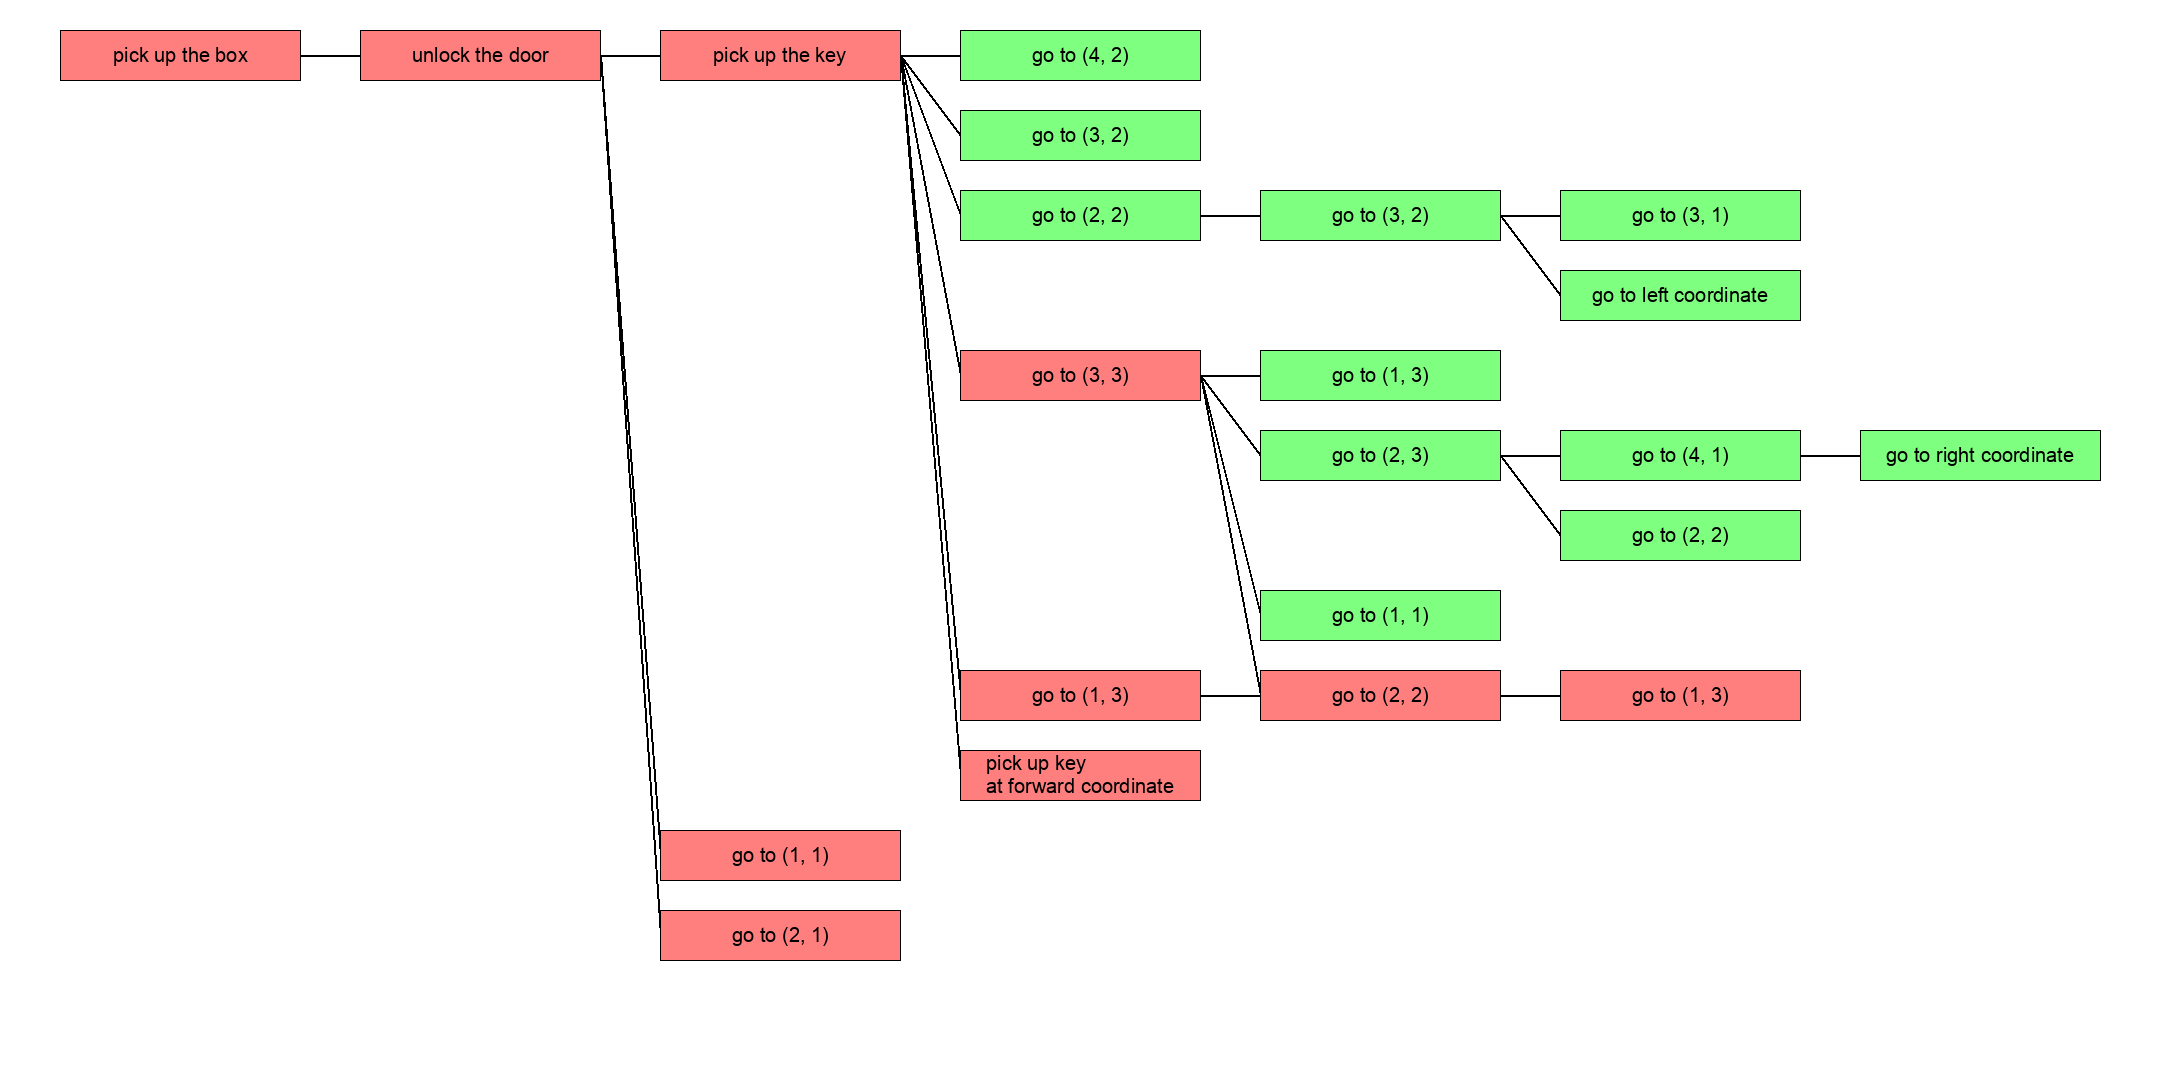 pick up the box
unlock the door
pick up the key
go to (4, 2)
go to (3, 2)
go to (2, 2)
go to (3, 2)
go to (3, 1)
go to left coordinate
go to (3, 3)
go to (1, 3)
go to (2, 3)
go to (4, 1)
go to right coordinate
go to (2, 2)
go to (1, 1)
go to (1, 3)
go to (2, 2)
go to (1, 3)
pick up key
at forward coordinate
go to (1, 1)
go to (2, 1)